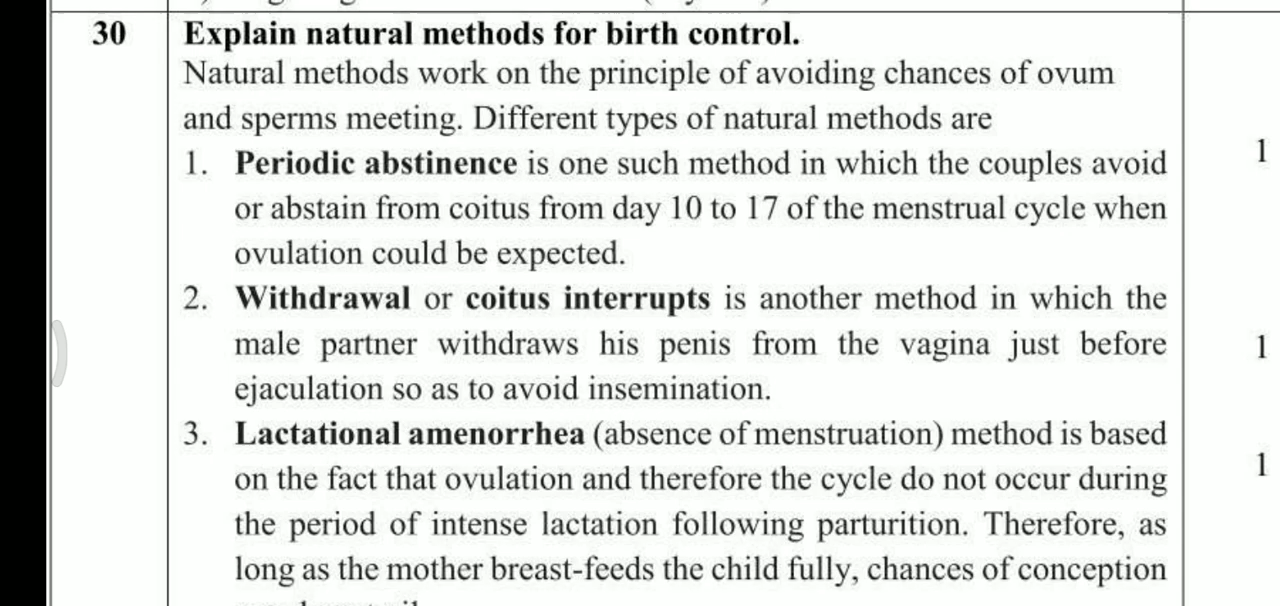 30 Explain natural methods for birth control.
Natural methods work on the principle of avoiding chances of ovum
and sperms meeting. Different types of natural methods are
1. Periodic abstinence is one such method in which the couples avoid 1
or abstain from coitus from day 10 to 17 of the menstrual cycle when
ovulation could be expected.
2. Withdrawal or coitus interrupts is another method in which the
male partner withdraws his penis from the vagina just before 1
ejaculation so as to avoid insemination.
3. Lactational amenorrhea (absence of menstruation) method is based
on the fact that ovulation and therefore the cycle do not occur during 1
the period of intense lactation following parturition. Therefore, as
long as the mother breast-feeds the child fully, chances of conception